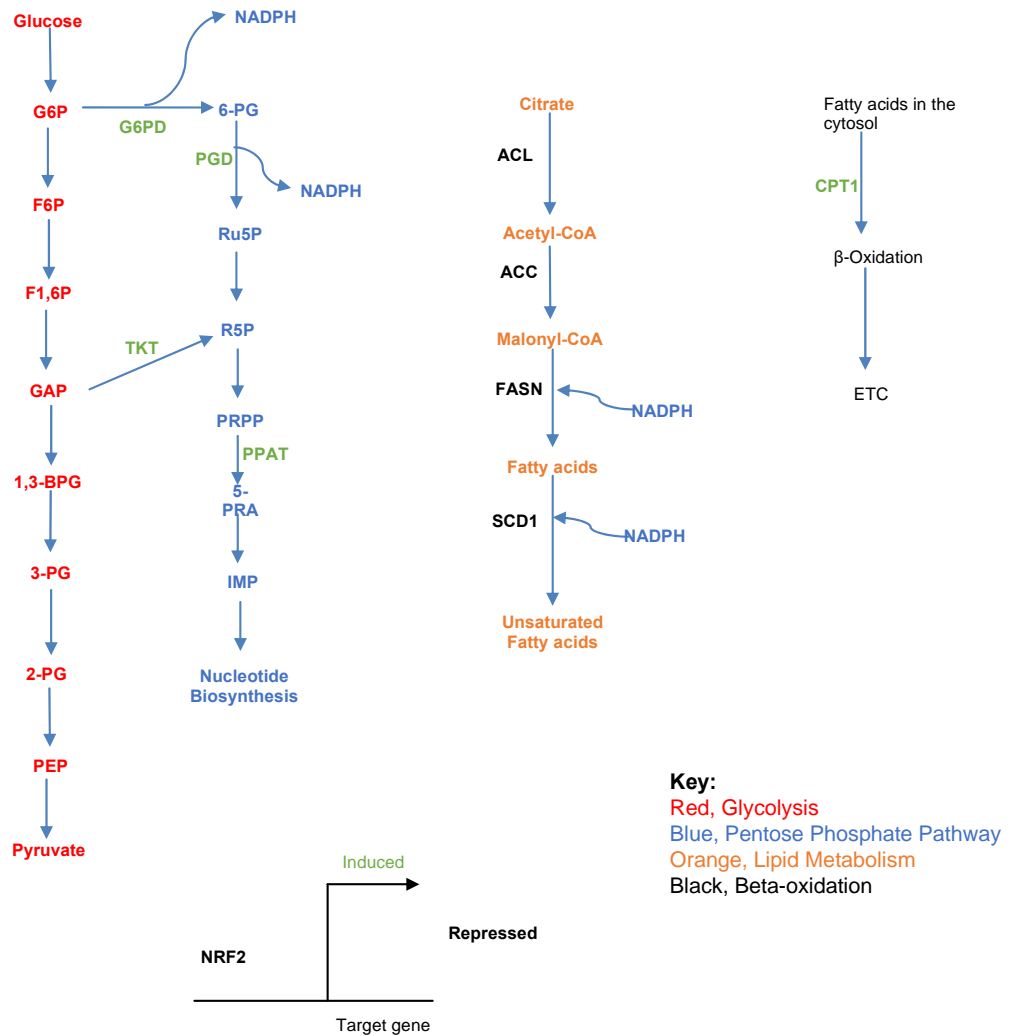 Glucose
NADPH
G6P
6-PG
G6PD
PGD
NADPH
F6P
Ru5P
F1,6P
R5P
TKT
GAP
PRPP
PPAT
1,3-BPG
5-
PRA
3-PG
IMP
2-PG
Nucleotide
Biosynthesis
PEP
Pyruvate
Citrate
ACL
Acetyl-CoA
ACC
Malonyl-CoA
FASN
NADPH
Fatty acids
SCD1
NADPH
Unsaturated
Fatty acids
Fatty acids in the
cytosol
CPT1
β-Oxidation
ETC
Key:
Red, Glycolysis
Blue, Pentose Phosphate Pathway
Orange, Lipid Metabolism
Black, Beta-oxidation
Induced
Repressed
NRF2
Target gene